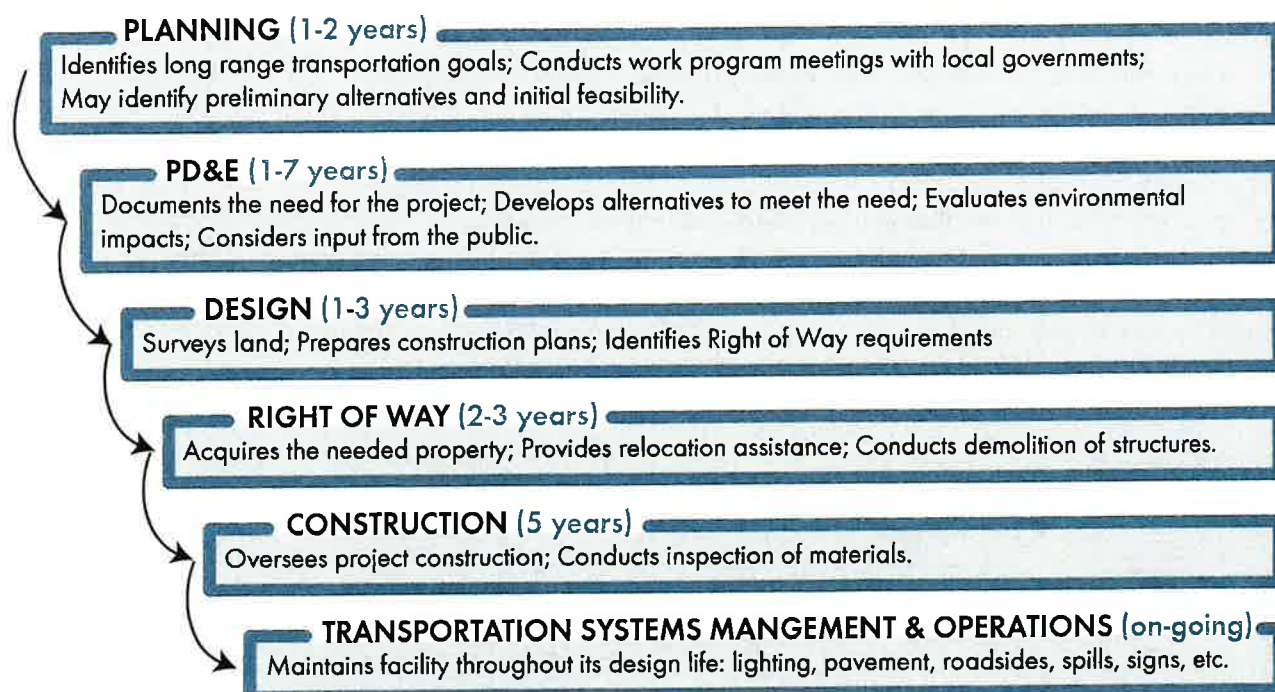 PLANNING (1-2 years)
Identifies long range transportation goals; Conducts work program meetings with local governments;
May identify preliminary alternatives and initial feasibility.
PD&E (1-7 years)
Documents the need for the project; Develops alternatives to meet the need; Evaluates environmental
impacts; Considers input from the public.
DESIGN (1-3 years)
Surveys land; Prepares construction plans; Identifies Right of Way requirements
RIGHT OF WAY (2-3 years)
Acquires the needed property; Provides relocation assistance; Conducts demolition of structures.
CONSTRUCTION (5 years)
Oversees project construction; Conducts inspection of materials.
TRANSPORTATION SYSTEMS MANGEMENT & OPERATIONS (on-going)
Maintains facility throughout its design life: lighting, pavement, roadsides, spills, signs, etc.